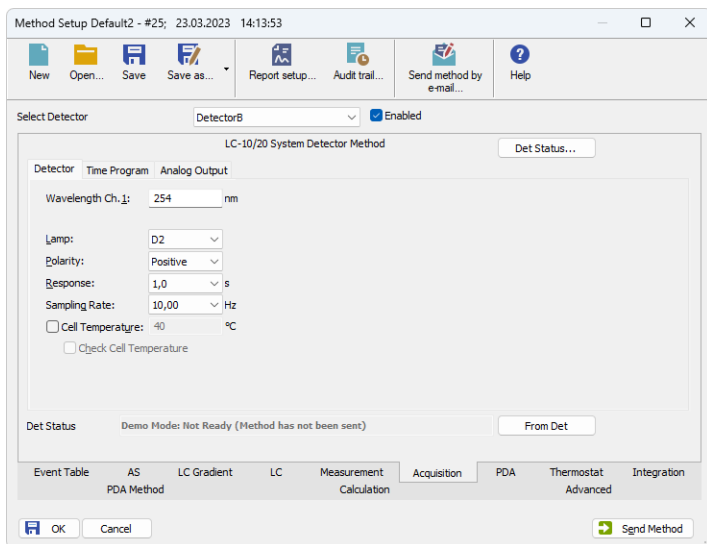 Method Setup Default2 - #25; 23.03.2023 14:13:53
New Open... Save Save as... Report setup... Audit trail... Send method by e-mail... Help
Select Detector DetectorB Enabled
LC-10/20 System Detector Method Det Status...
Detector Time Program Analog Output
Wavelength Ch.1: 254 nm
Lamp: D2
Polarity: Positive
Response: 1,0 s
Sampling Rate: 10,00 Hz
Cell Temperature: 40 °C
Check Cell Temperature
Det Status Demo Mode: Not Ready (Method has not been sent) From Det
Event Table AS LC Gradient LC Measurement Acquisition PDA Thermostat Integration
PDA Method Calculation Advanced
OK Cancel Send Method